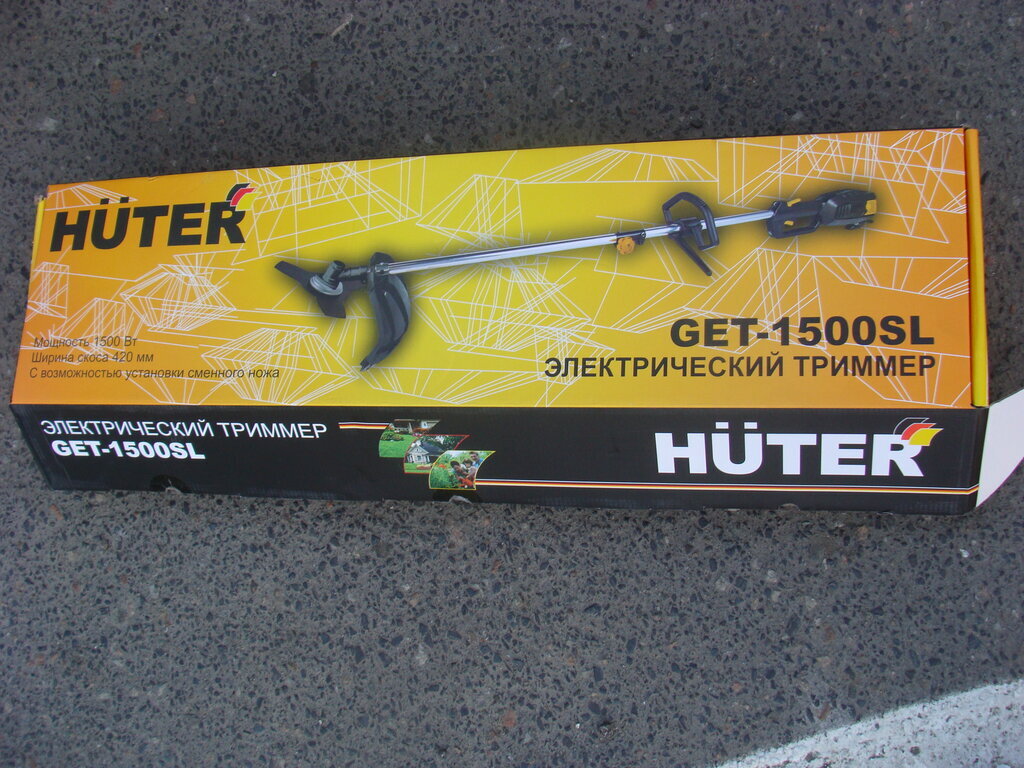 HÜTER
Мощность 1500 Вт
Ширина скоса 420 мм
С возможностью установки сменного ножа
GET-1500SL
ЭЛЕКТРИЧЕСКИЙ ТРИММЕР
ЭЛЕКТРИЧЕСКИЙ ТРИММЕР
GET-1500SL
HÜTER